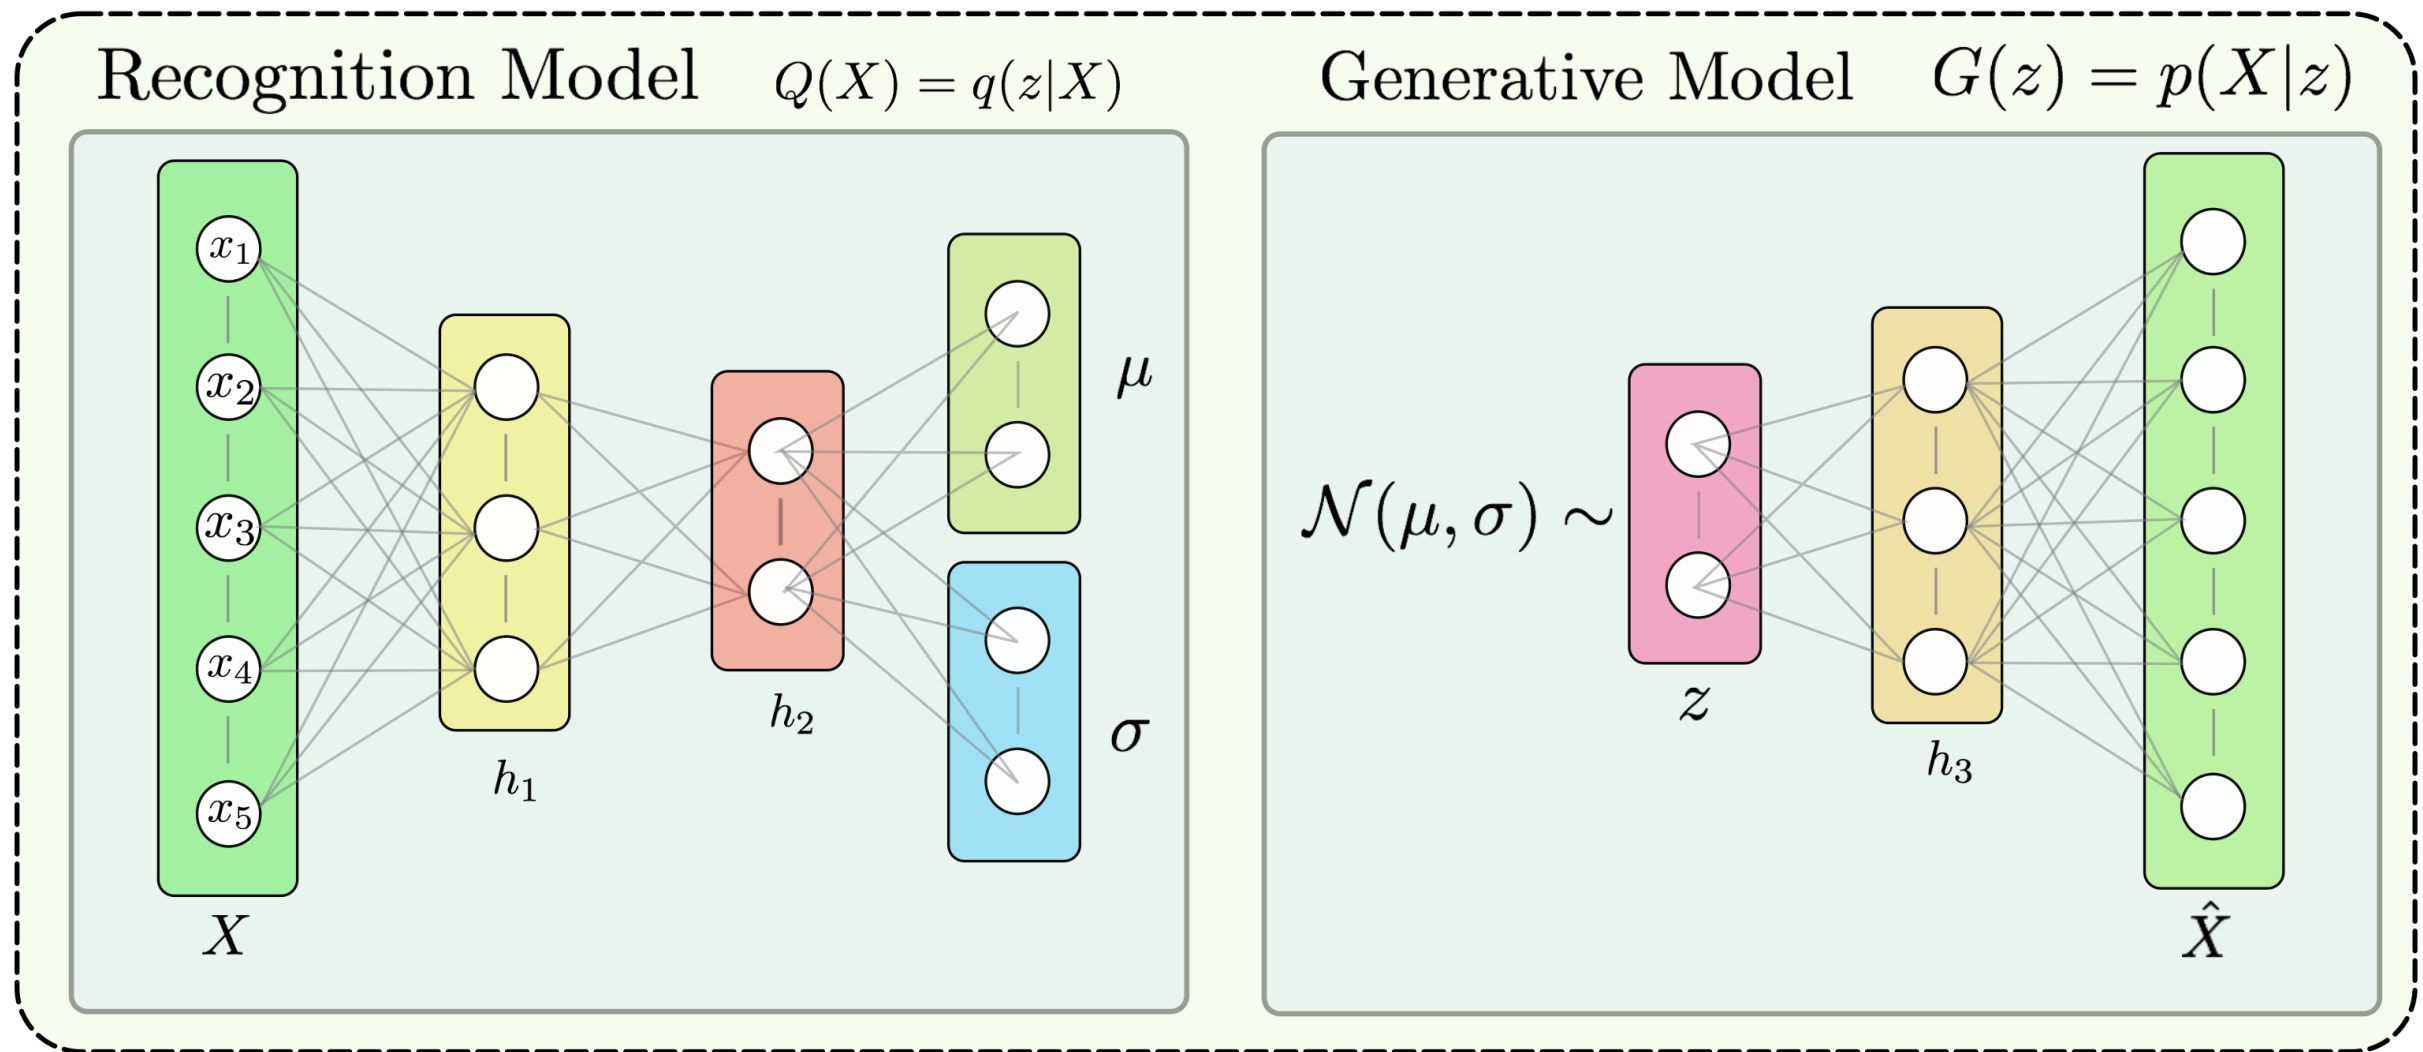 Recognition Model Q(X) = q(z|X)
x₁
x₂
x₃
x₄
x₅
X
h₁
h₂
μ
σ
Generative Model G(z) = p(X|z)
𝒩(μ, σ) ∼
z
h₃
X̂